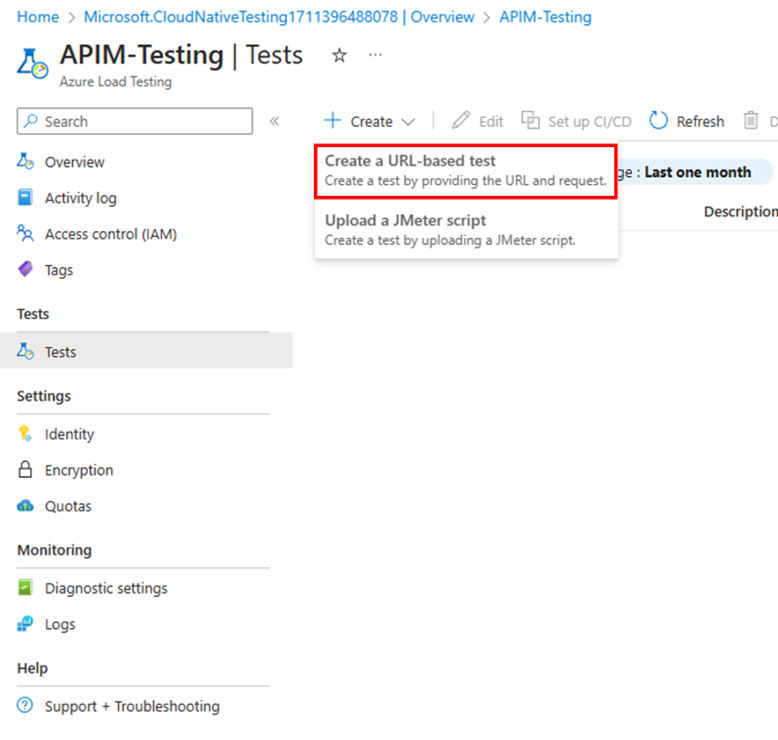 Home > Microsoft.CloudNativeTesting1711396488078 | Overview > APIM-Testing
APIM-Testing | Tests
Azure Load Testing
Search
Create Edit Set up CI/CD Refresh D
Create a URL-based test
Create a test by providing the URL and request.
ge : Last one month
Upload a JMeter script
Create a test by uploading a JMeter script.
Description
Overview
Activity log
Access control (IAM)
Tags
Tests
Tests
Settings
Identity
Encryption
Quotas
Monitoring
Diagnostic settings
Logs
Help
Support + Troubleshooting